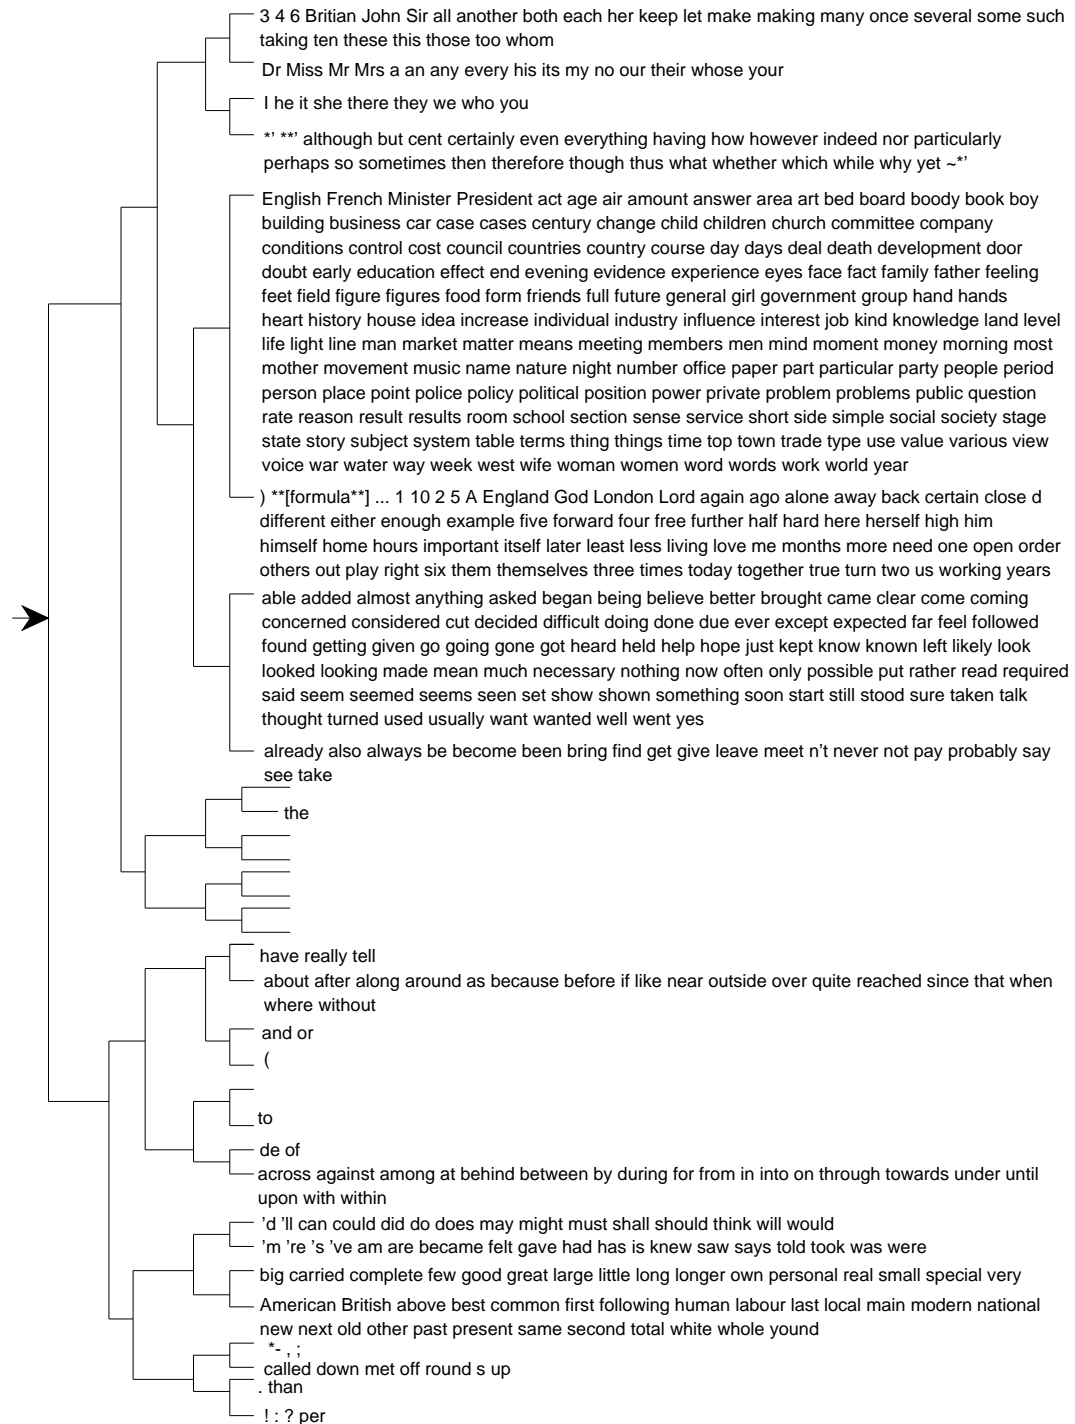 3 4 6 Britian John Sir all another both each her keep let make making many once several some such
taking ten these this those too whom
Dr Miss Mr Mrs a an any every his its my no our their whose your
I he it she there they we who you
*’ **’ although but cent certainly even everything having how however indeed nor particularly
perhaps so sometimes then therefore though thus what whether which while why yet ~*’
English French Minister President act age air amount answer area art bed board boody book boy
building business car case cases century change child children church committee company
conditions control cost council countries country course day days deal death development door
doubt early education effect end evening evidence experience eyes face fact family father feeling
feet field figure figures food form friends full future general girl government group hand hands
heart history house idea increase individual industry influence interest job kind knowledge land level
life light line man market matter means meeting members men mind moment money morning most
mother movement music name nature night number office paper part particular party people period
person place point police policy political position power private problem problems public question
rate reason result results room school section sense service short side simple social society stage
state story subject system table terms thing things time top town trade type use value various view
voice war water way week west wife woman women word words work world year
) **[formula**] ... 1 10 2 5 A England God London Lord again ago alone away back certain close d
different either enough example five forward four free further half hard here herself high him
himself home hours important itself later least less living love me months more need one open order
others out play right six them themselves three times today together true turn two us working years
able added almost anything asked began being believe better brought came clear come coming
concerned considered cut decided difficult doing done due ever except expected far feel followed
found getting given go going gone got heard held help hope just kept know known left likely look
looked looking made mean much necessary nothing now often only possible put rather read required
said seem seemed seems seen set show shown something soon start still stood sure taken talk
thought turned used usually want wanted well went yes
already also always be become been bring find get give leave meet n’t never not pay probably say
see take
the
have really tell
about after along around as because before if like near outside over quite reached since that when
where without
and or
(
to
de of
across against among at behind between by during for from in into on through towards under until
upon with within
’d ’ll can could did do does may might must shall should think will would
’m ’re ’s ’ve am are became felt gave had has is knew saw says told took was were
big carried complete few good great large little long longer own personal real small special very
American British above best common first following human labour last local main modern national
new next old other past present same second total white whole yound
*- , ;
called down met off round s up
. than
! : ? per